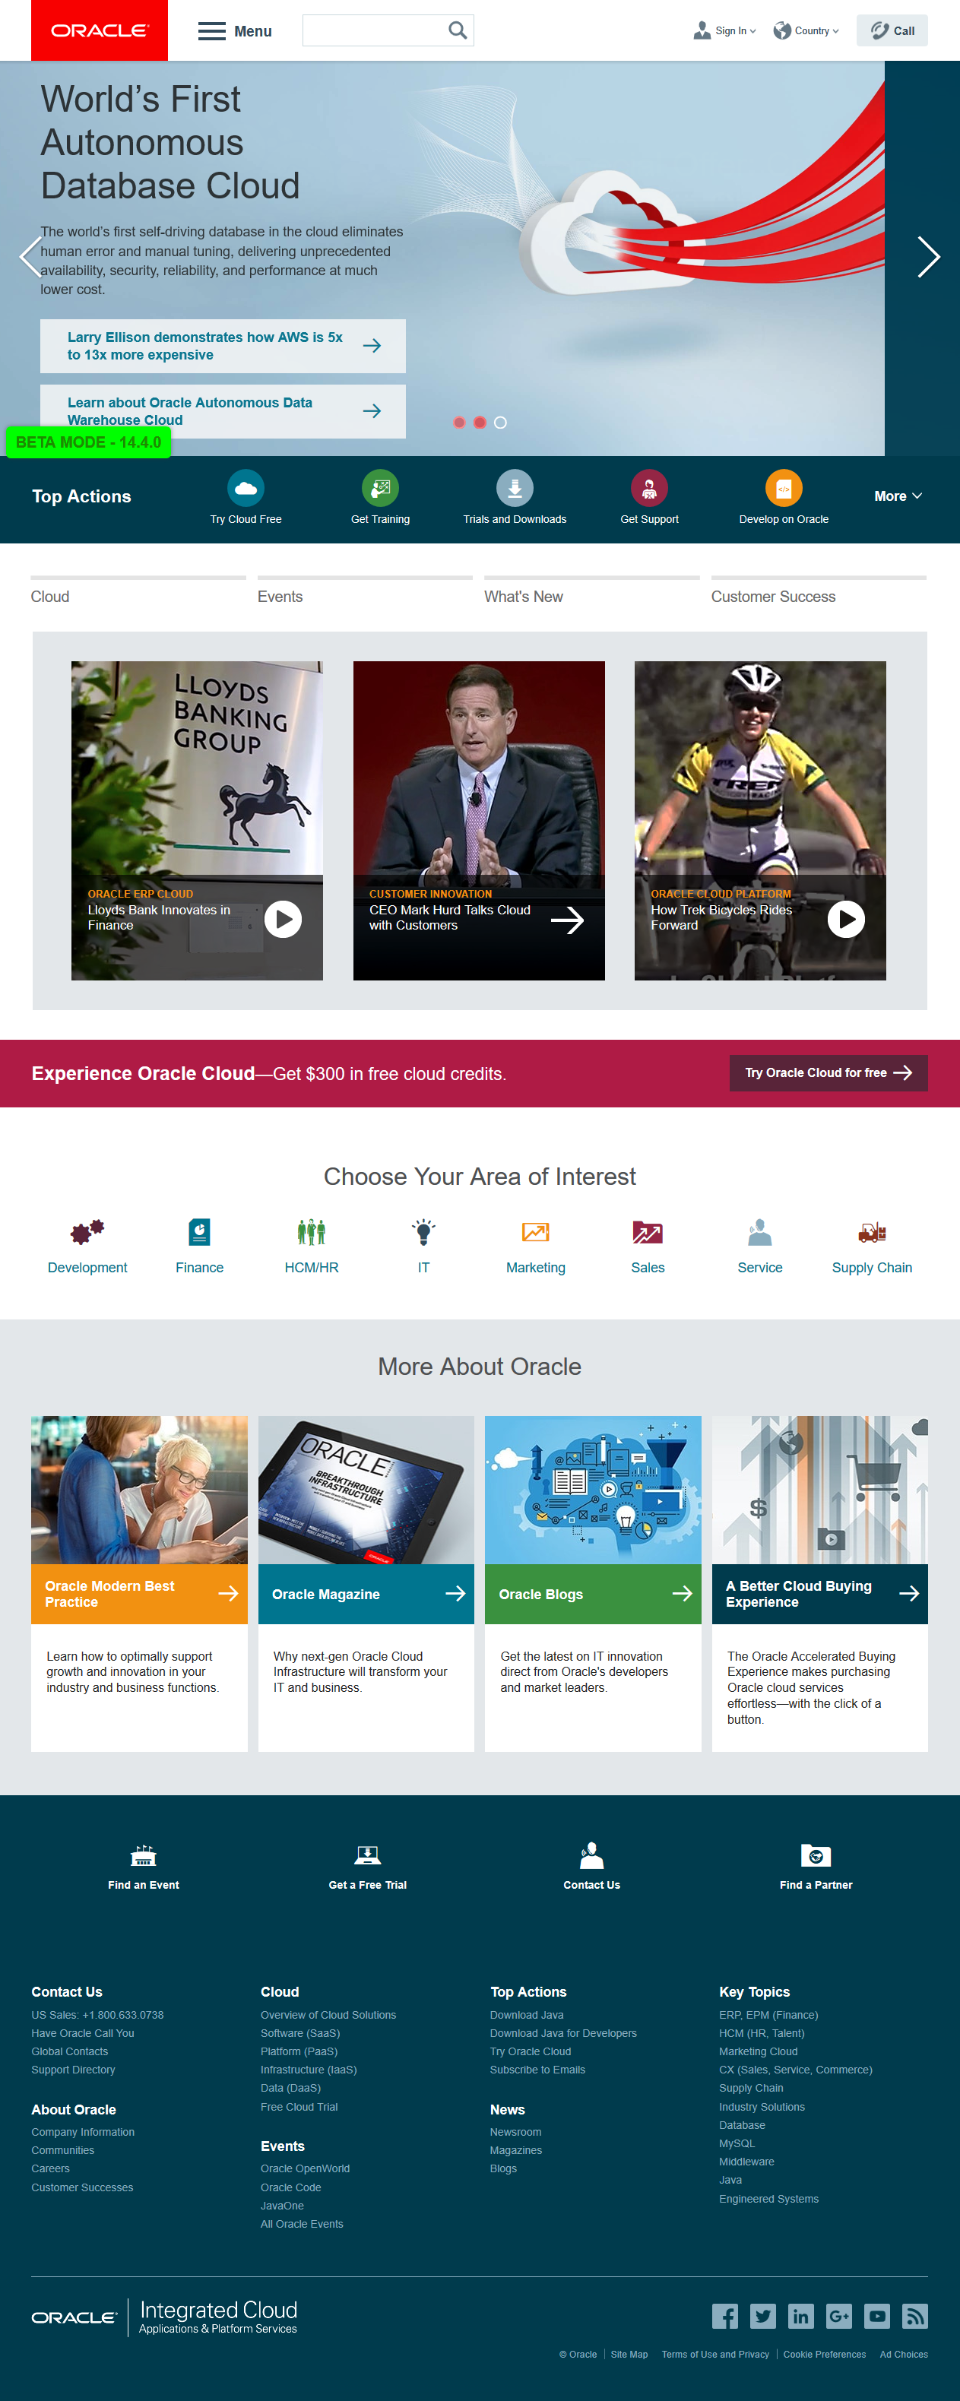 ORACLE
Menu
Sign In
Country
Call
World's First
Autonomous
Database Cloud
The world's first self-driving database in the cloud eliminates
human error and manual tuning, delivering unprecedented
availability, security, reliability, and performance at much
lower cost.
Larry Ellison demonstrates how AWS is 5x
to 13x more expensive
Learn about Oracle Autonomous Data
Warehouse Cloud
BETA MODE - 14.4.0
Top Actions
Try Cloud Free
Get Training
Trials and Downloads
Get Support
Develop on Oracle
More
Cloud
Events
What's New
Customer Success
LLOYDS
BANKING
GROUP
ORACLE ERP CLOUD
Lloyds Bank Innovates in
Finance
CUSTOMER INNOVATION
CEO Mark Hurd Talks Cloud
with Customers
TREK
ORACLE CLOUD PLATFORM
How Trek Bicycles Rides
Forward
Experience Oracle Cloud—Get $300 in free cloud credits.
Try Oracle Cloud for free
Choose Your Area of Interest
Development
Finance
HCM/HR
IT
Marketing
Sales
Service
Supply Chain
More About Oracle
ORACLE
BREAKTHROUGH
INFRASTRUCTURE
$
Oracle Modern Best
Practice
Oracle Magazine
Oracle Blogs
A Better Cloud Buying
Experience
Learn how to optimally support
growth and innovation in your
industry and business functions.
Why next-gen Oracle Cloud
Infrastructure will transform your
IT and business.
Get the latest on IT innovation
direct from Oracle's developers
and market leaders.
The Oracle Accelerated Buying
Experience makes purchasing
Oracle cloud services
effortless—with the click of a
button.
Find an Event
Get a Free Trial
Contact Us
Find a Partner
Contact Us
US Sales: +1.800.633.0738
Have Oracle Call You
Global Contacts
Support Directory
About Oracle
Company Information
Communities
Careers
Customer Successes
Cloud
Overview of Cloud Solutions
Software (SaaS)
Platform (PaaS)
Infrastructure (IaaS)
Data (DaaS)
Free Cloud Trial
Events
Oracle OpenWorld
Oracle Code
JavaOne
All Oracle Events
Top Actions
Download Java
Download Java for Developers
Try Oracle Cloud
Subscribe to Emails
News
Newsroom
Magazines
Blogs
Key Topics
ERP, EPM (Finance)
HCM (HR, Talent)
Marketing Cloud
CX (Sales, Service, Commerce)
Supply Chain
Industry Solutions
Database
MySQL
Middleware
Java
Engineered Systems
ORACLE
Integrated Cloud
Applications & Platform Services
© Oracle
Site Map
Terms of Use and Privacy
Cookie Preferences
Ad Choices